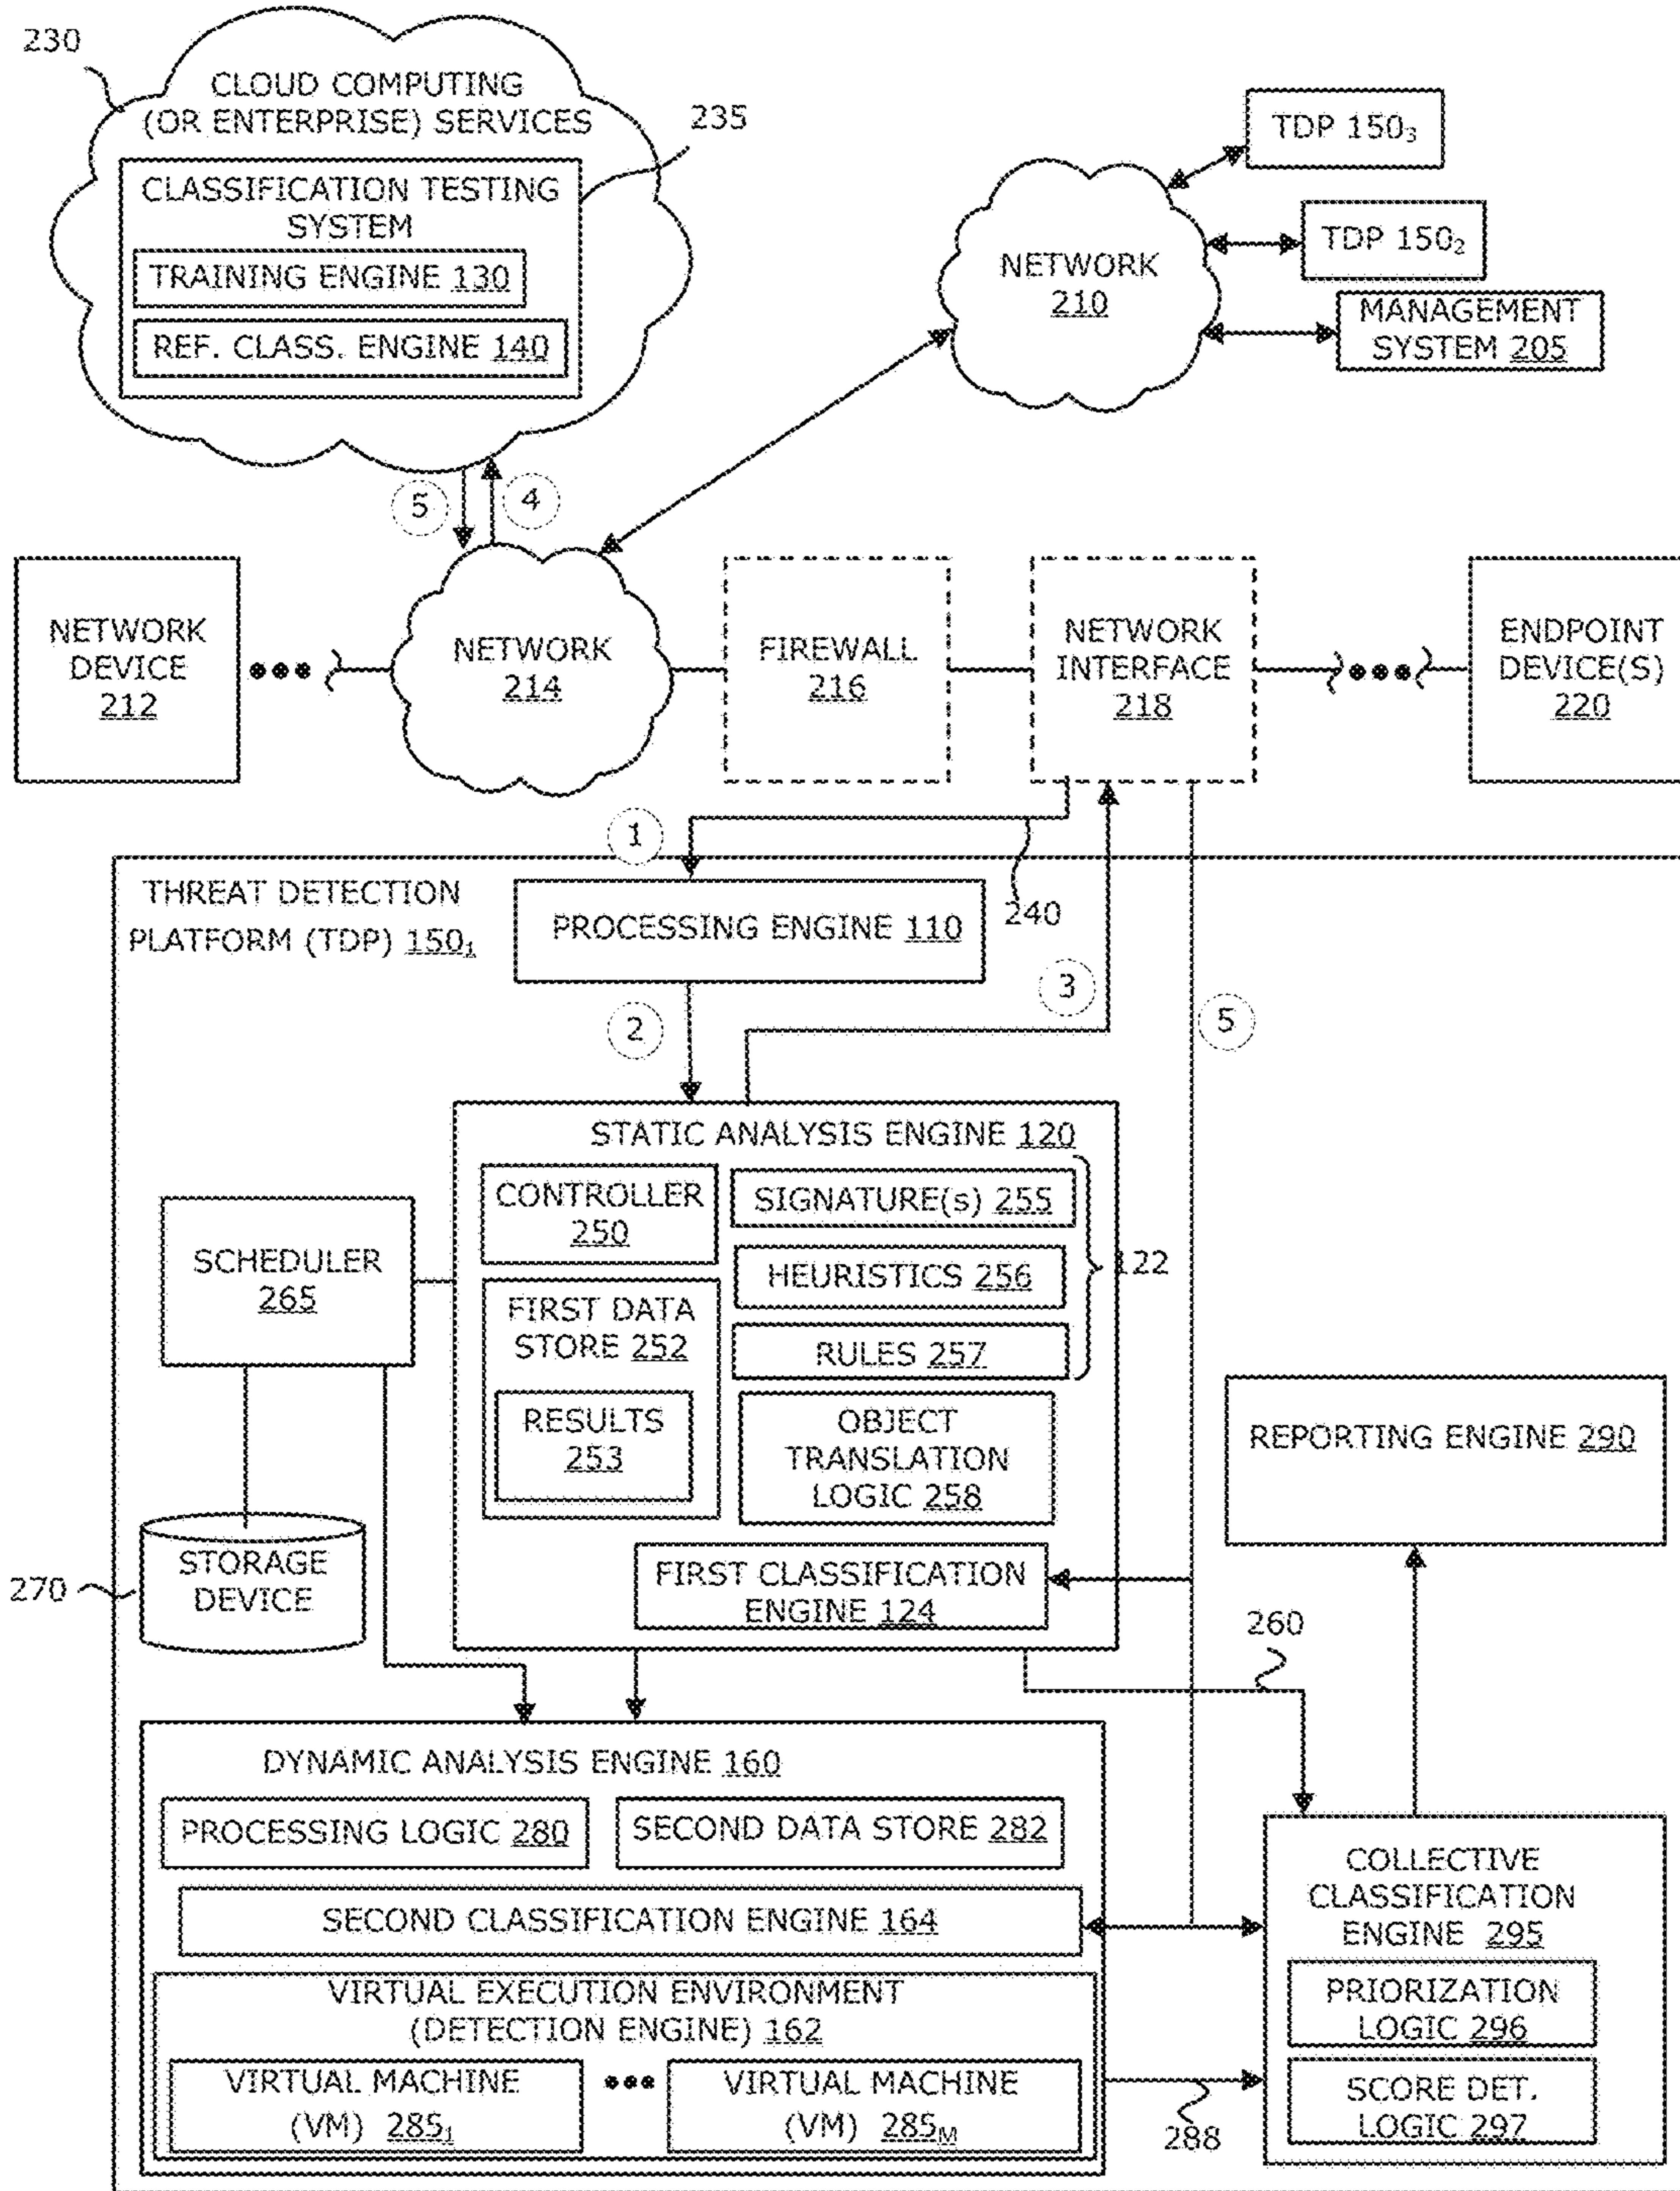 230
CLOUD COMPUTING
(OR ENTERPRISE) SERVICES
235
CLASSIFICATION TESTING
SYSTEM
TRAINING ENGINE 130
REF. CLASS. ENGINE 140
TDP 150₃
TDP 150₂
NETWORK
210
MANAGEMENT
SYSTEM 205
5
4
NETWORK
DEVICE
212
NETWORK
214
FIREWALL
216
NETWORK
INTERFACE
218
ENDPOINT
DEVICE(S)
220
1
240
THREAT DETECTION
PLATFORM (TDP) 150₁
PROCESSING ENGINE 110
2
3
5
STATIC ANALYSIS ENGINE 120
CONTROLLER
250
SIGNATURE(s) 255
HEURISTICS 256
RULES 257
122
FIRST DATA
STORE 252
RESULTS
253
OBJECT
TRANSLATION
LOGIC 258
FIRST CLASSIFICATION
ENGINE 124
SCHEDULER
265
270
STORAGE
DEVICE
REPORTING ENGINE 290
260
DYNAMIC ANALYSIS ENGINE 160
PROCESSING LOGIC 280
SECOND DATA STORE 282
SECOND CLASSIFICATION ENGINE 164
VIRTUAL EXECUTION ENVIRONMENT
(DETECTION ENGINE) 162
VIRTUAL MACHINE
(VM) 285₁
VIRTUAL MACHINE
(VM) 285M
288
COLLECTIVE
CLASSIFICATION
ENGINE 295
PRIORIZATION
LOGIC 296
SCORE DET.
LOGIC 297